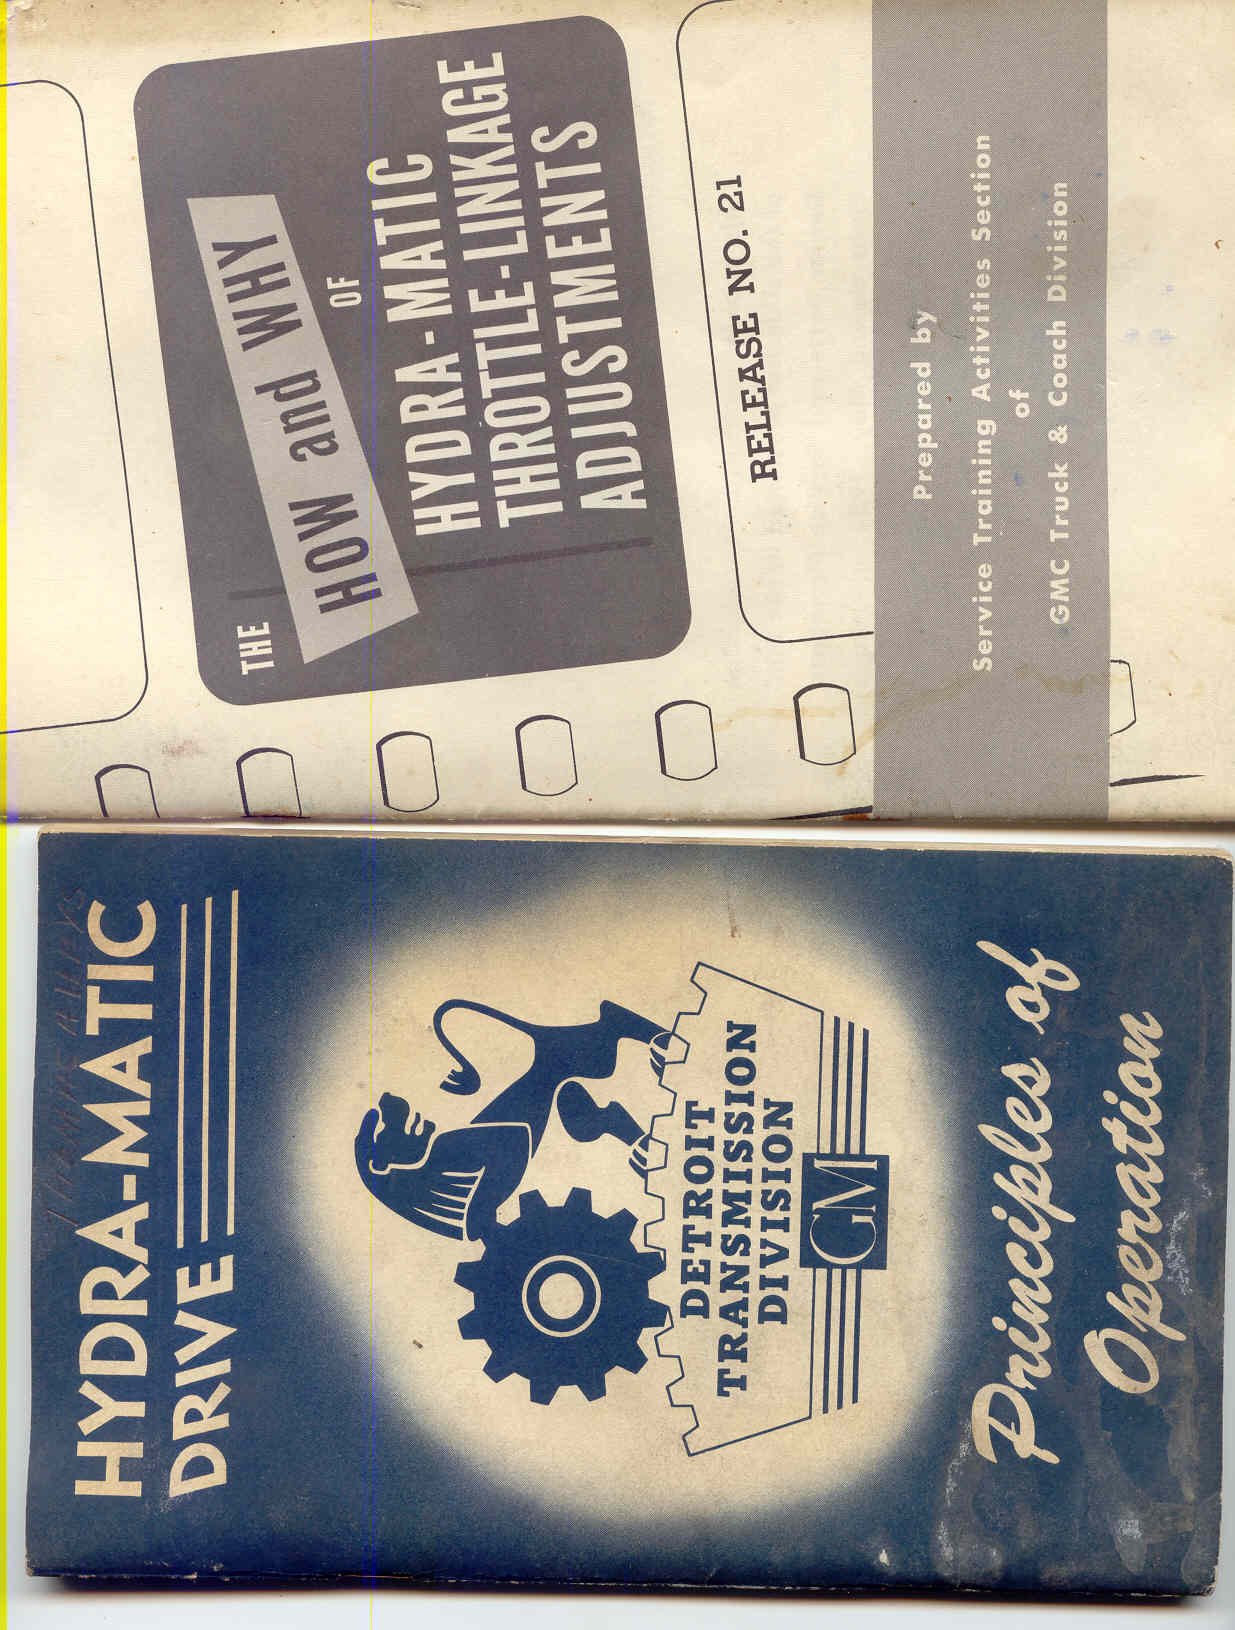 THE
HOW and WHY
OF
HYDRA-MATIC
THROTTLE-LINKAGE
ADJUSTMENTS
RELEASE NO. 21
Prepared by
Service Training Activities Section
of
GMC Truck & Coach Division
HYDRA-MATIC
DRIVE
DETROIT
TRANSMISSION
DIVISION
GM
Principles of
Operation